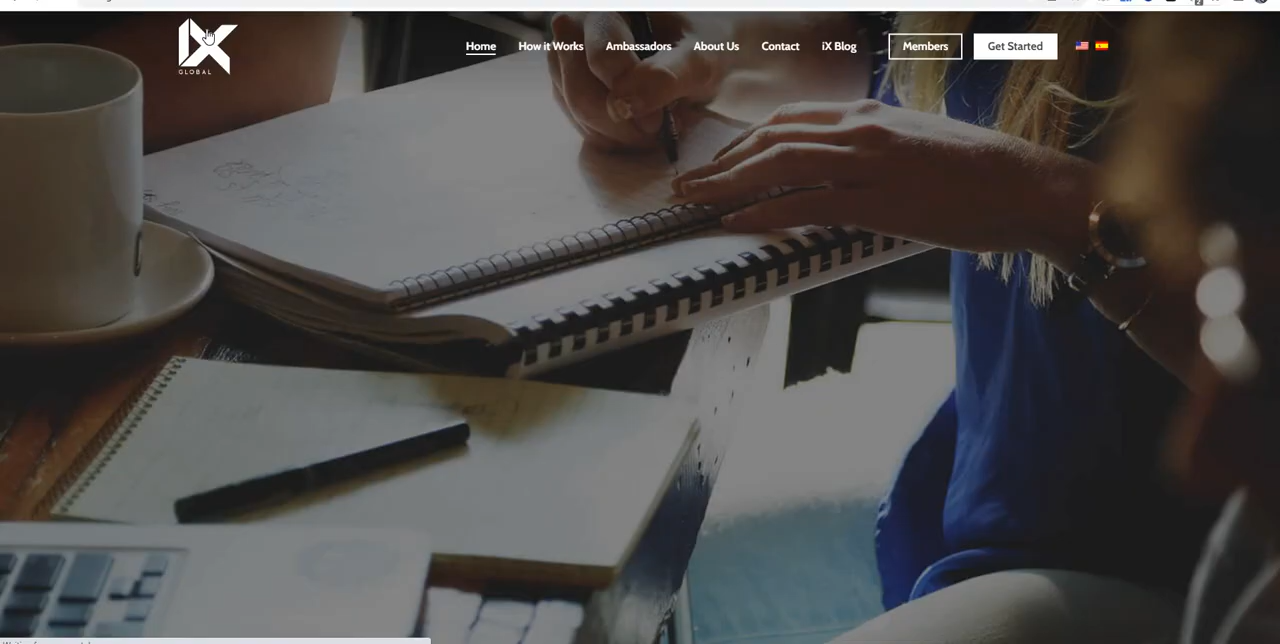 iX
GLOBAL
Home How it Works Ambassadors About Us Contact iX Blog Members Get Started